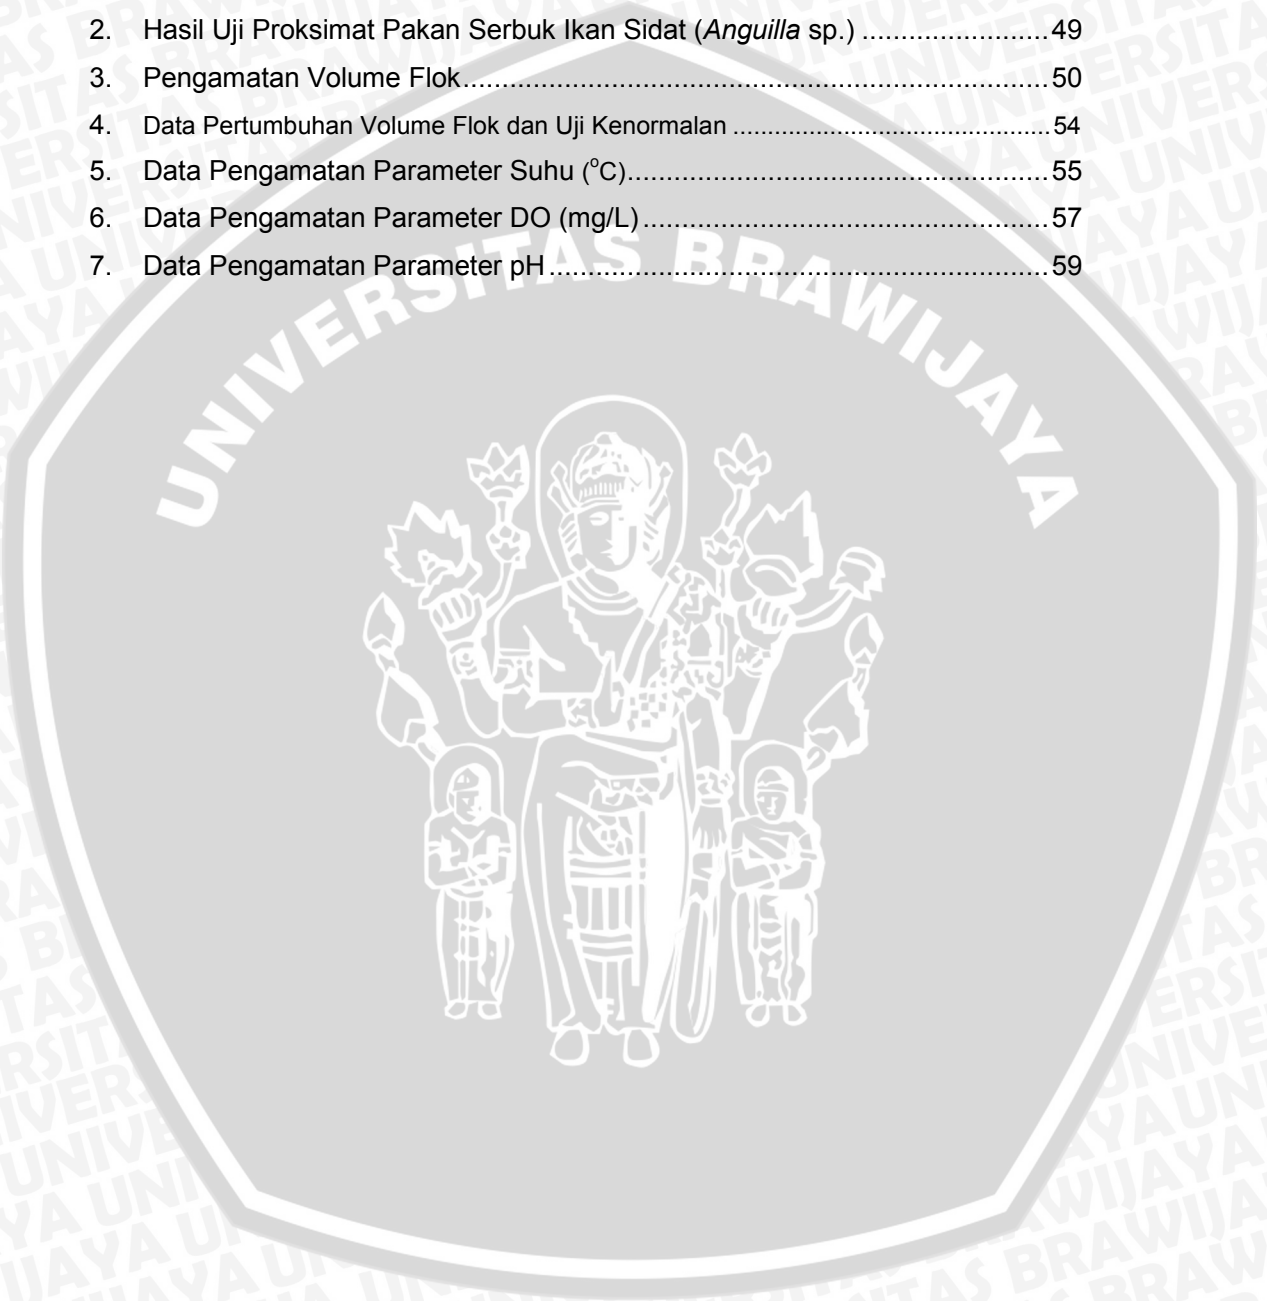 2. Hasil Uji Proksimat Pakan Serbuk Ikan Sidat (Anguilla sp.) ........................ 49
3. Pengamatan Volume Flok ........................................................................... 50
4. Data Pertumbuhan Volume Flok dan Uji Kenormalan ............................................... 54
5. Data Pengamatan Parameter Suhu (°C) ...................................................... 55
6. Data Pengamatan Parameter DO (mg/L) .................................................... 57
7. Data Pengamatan Parameter pH ................................................................ 59
UNIVERSITAS BRAWIJAYA